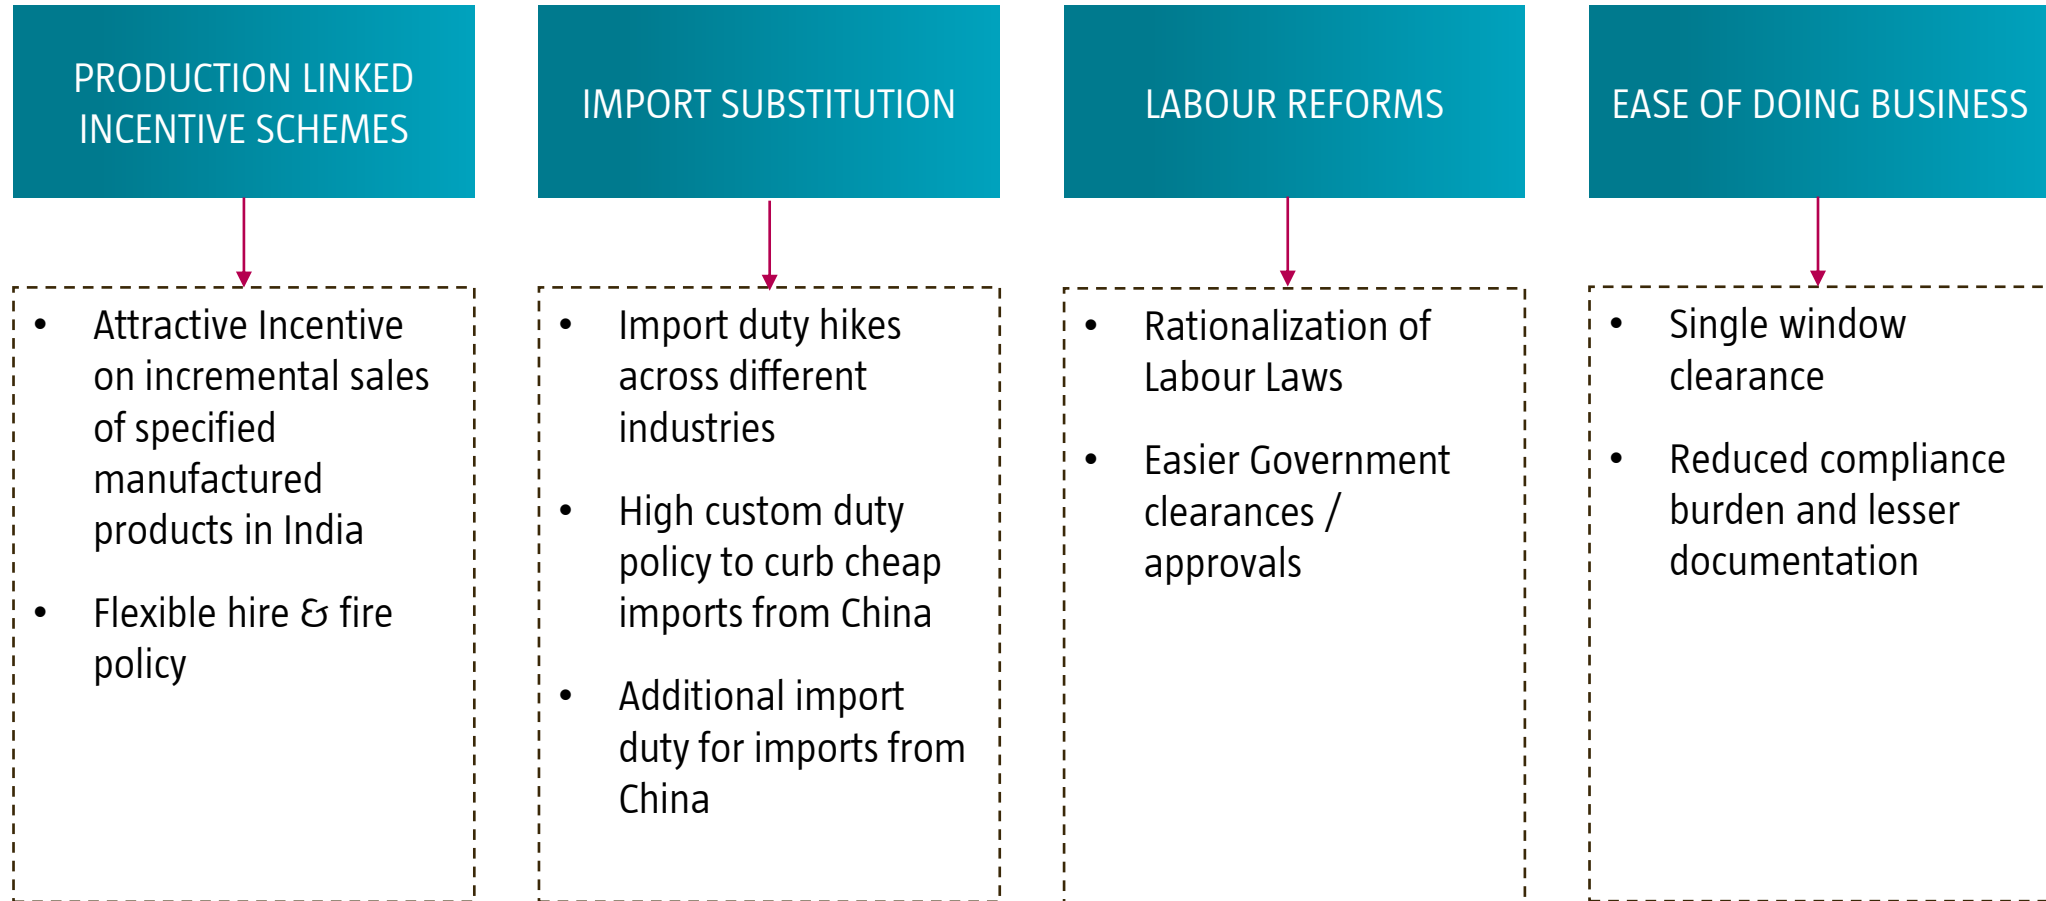 PRODUCTION LINKED
INCENTIVE SCHEMES
• Attractive Incentive
on incremental sales
of specified
manufactured
products in India
• Flexible hire & fire
policy
IMPORT SUBSTITUTION
• Import duty hikes
across different
industries
• High custom duty
policy to curb cheap
imports from China
• Additional import
duty for imports from
China
LABOUR REFORMS
• Rationalization of
Labour Laws
• Easier Government
clearances /
approvals
EASE OF DOING BUSINESS
• Single window
clearance
• Reduced compliance
burden and lesser
documentation